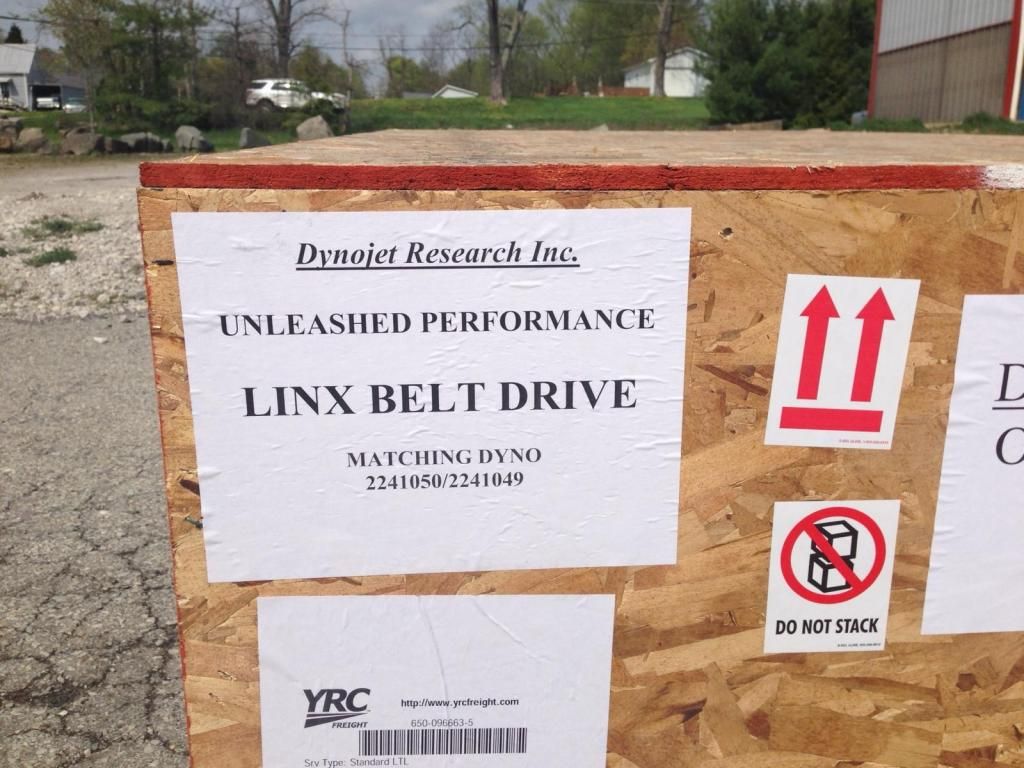 Dynojet Research Inc.
UNLEASHED PERFORMANCE
LINX BELT DRIVE
MATCHING DYNO
2241050/2241049
DO NOT STACK
D
O
YRC
FREIGHT
http://www.yrcfreight.com
650-096663-5
Srv Type: Standard LTL